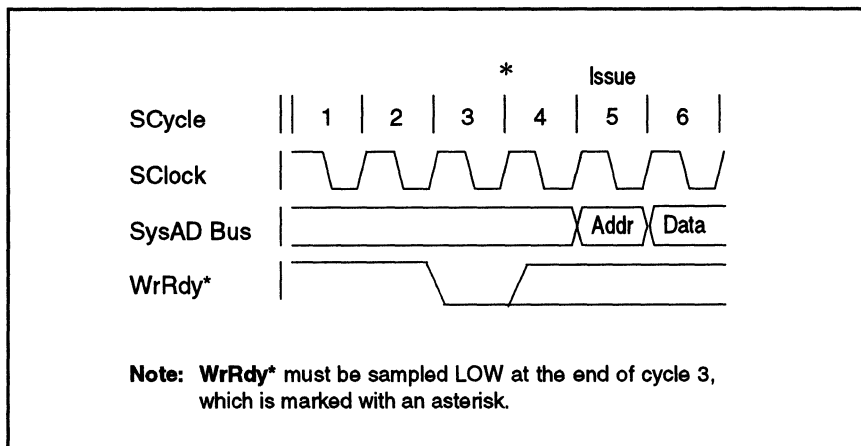 * Issue
SCycle 1 2 3 4 5 6
SClock
SysAD Bus Addr Data
WrRdy*
Note: WrRdy* must be sampled LOW at the end of cycle 3,
which is marked with an asterisk.